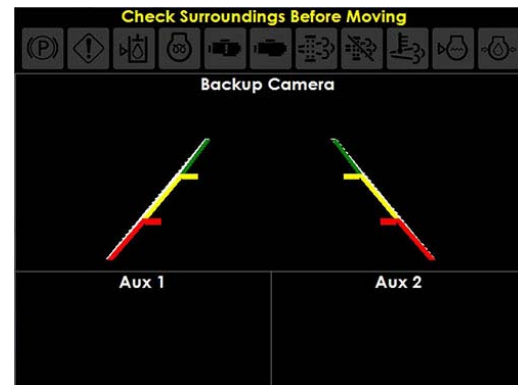 Check Surroundings Before Moving
(P)
Backup Camera
Aux 1
Aux 2